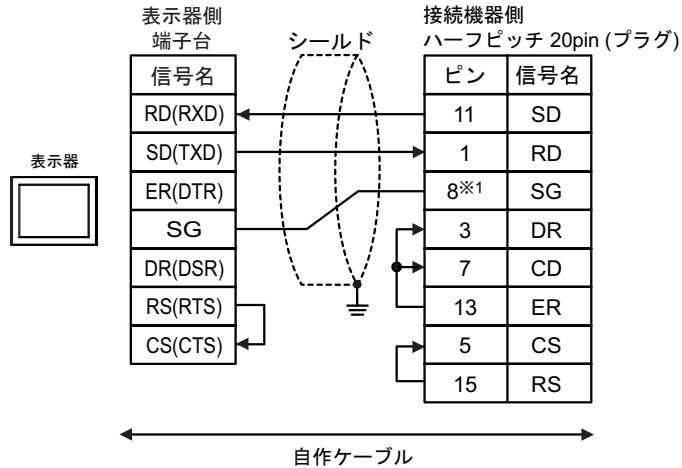 表示器側
端子台
シールド
接続機器側
ハーフピッチ 20pin (プラグ)
表示器
信号名
RD(RXD)
SD(TXD)
ER(DTR)
SG
DR(DSR)
RS(RTS)
CS(CTS)
ピン 信号名
11 SD
1 RD
8※1 SG
3 DR
7 CD
13 ER
5 CS
15 RS
自作ケーブル